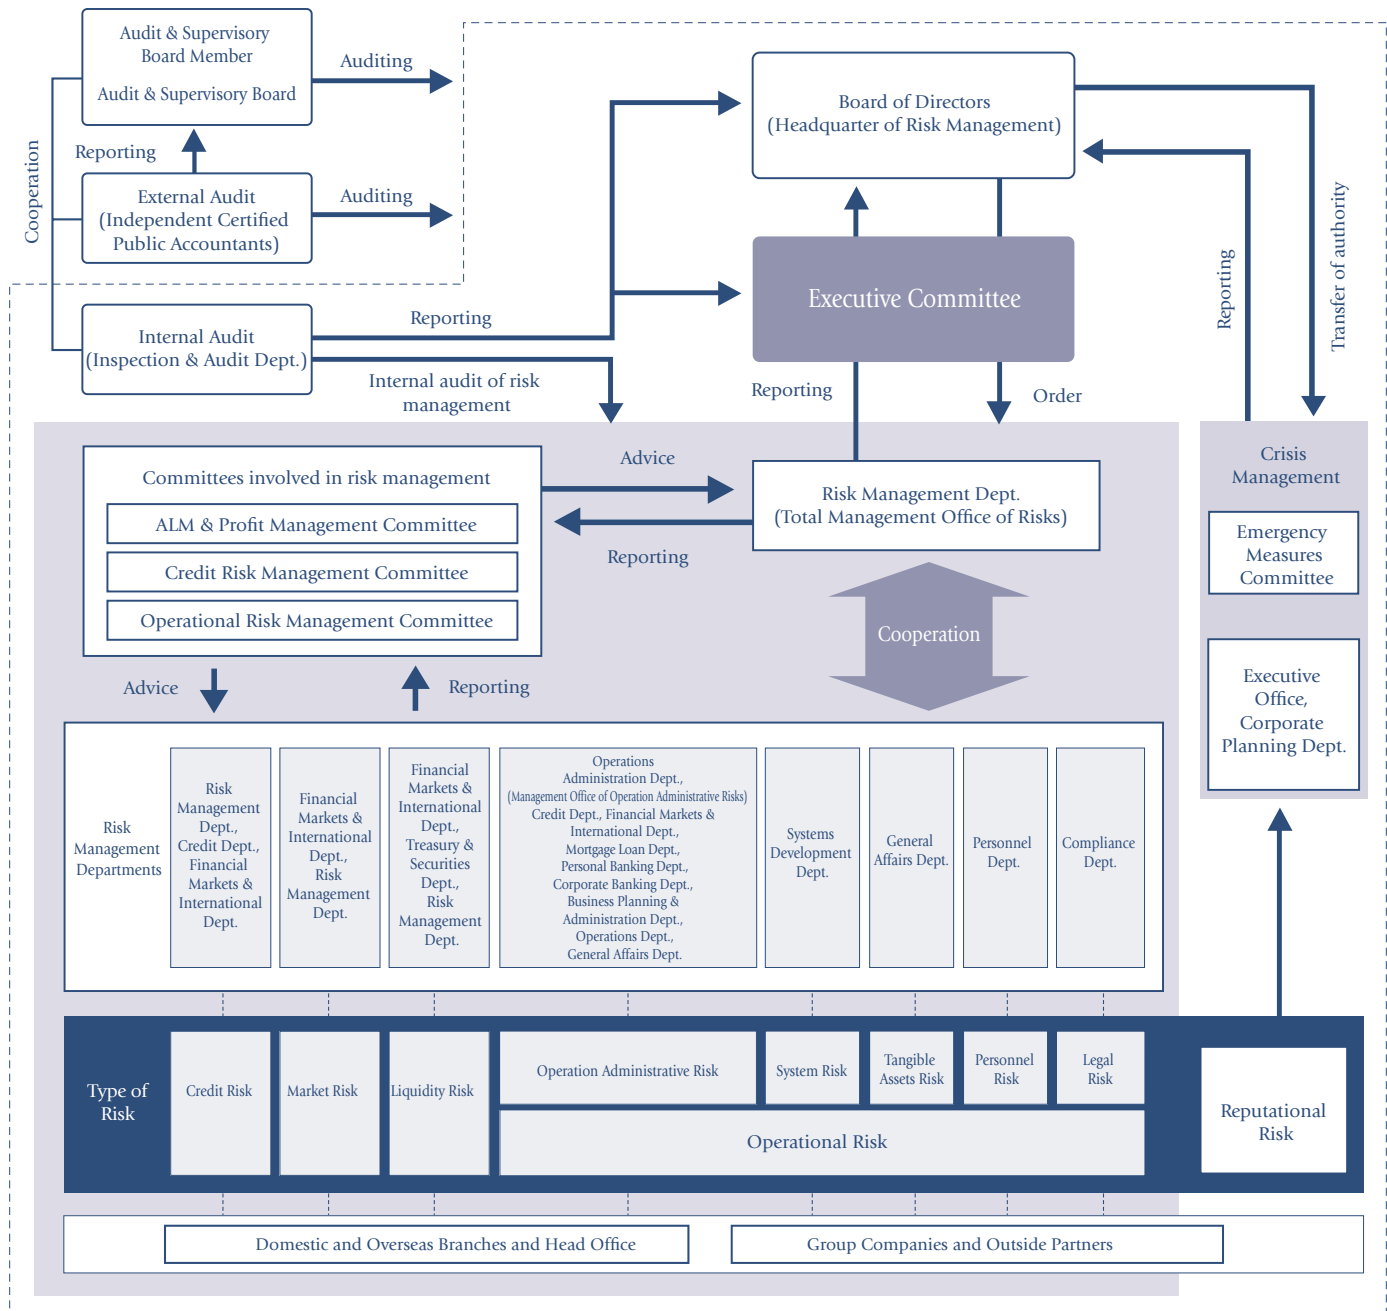 Audit & Supervisory
Board Member
Audit & Supervisory Board
Auditing
Cooperation
Reporting
External Audit
(Independent Certified
Public Accountants)
Auditing
Internal Audit
(Inspection & Audit Dept.)
Reporting
Internal audit of risk
management
Board of Directors
(Headquarter of Risk Management)
Executive Committee
Reporting
Order
Reporting
Transfer of authority
Committees involved in risk management
ALM & Profit Management Committee
Credit Risk Management Committee
Operational Risk Management Committee
Advice
Reporting
Risk Management Dept.
(Total Management Office of Risks)
Cooperation
Advice
Reporting
Crisis
Management
Emergency
Measures
Committee
Executive
Office,
Corporate
Planning Dept.
Risk
Management
Departments
Risk
Management
Dept.,
Credit Dept.,
Financial
Markets &
International
Dept.
Financial
Markets &
International
Dept.,
Risk
Management
Dept.
Financial
Markets &
International
Dept.,
Treasury &
Securities
Dept.,
Risk
Management
Dept.
Operations
Administration Dept.,
(Management Office of Operation Administrative Risks)
Credit Dept., Financial Markets &
International Dept.,
Mortgage Loan Dept.,
Personal Banking Dept.,
Corporate Banking Dept.,
Business Planning &
Administration Dept.,
Operations Dept.,
General Affairs Dept.
Systems
Development
Dept.
General
Affairs Dept.
Personnel
Dept.
Compliance
Dept.
Type of
Risk
Credit Risk
Market Risk
Liquidity Risk
Operation Administrative Risk
System Risk
Tangible
Assets Risk
Personnel
Risk
Legal
Risk
Operational Risk
Reputational
Risk
Domestic and Overseas Branches and Head Office
Group Companies and Outside Partners